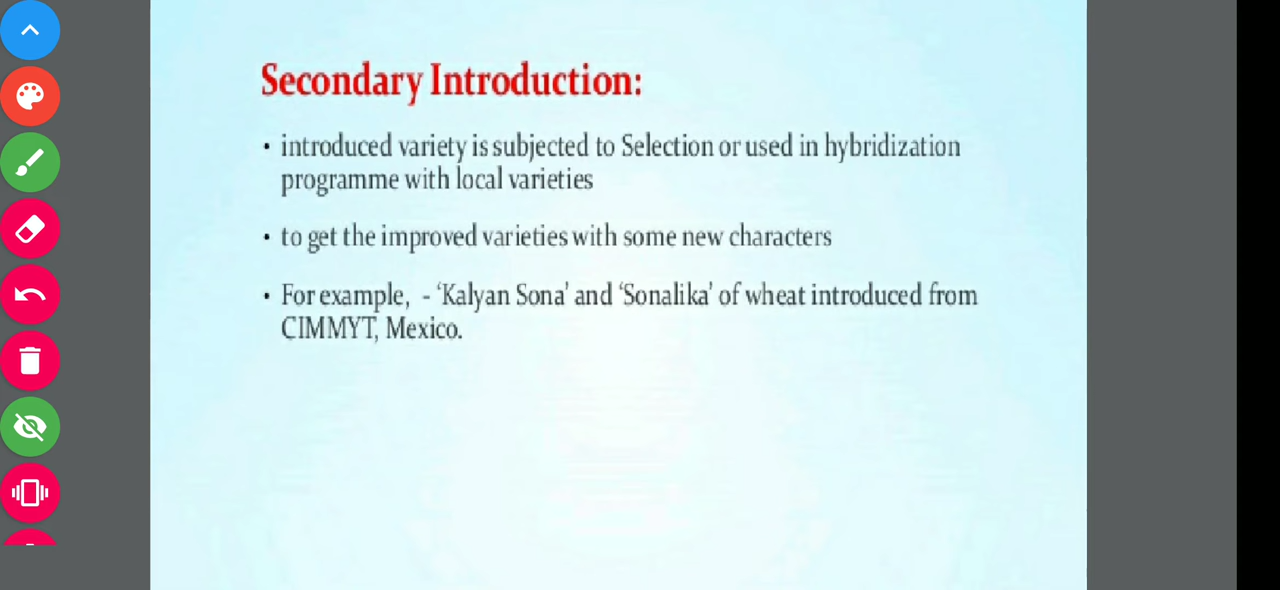 Secondary Introduction:
• introduced variety is subjected to Selection or used in hybridization
programme with local varieties
• to get the improved varieties with some new characters
• For example,  - ‘Kalyan Sona’ and ‘Sonalika’ of wheat introduced from
CIMMYT, Mexico.